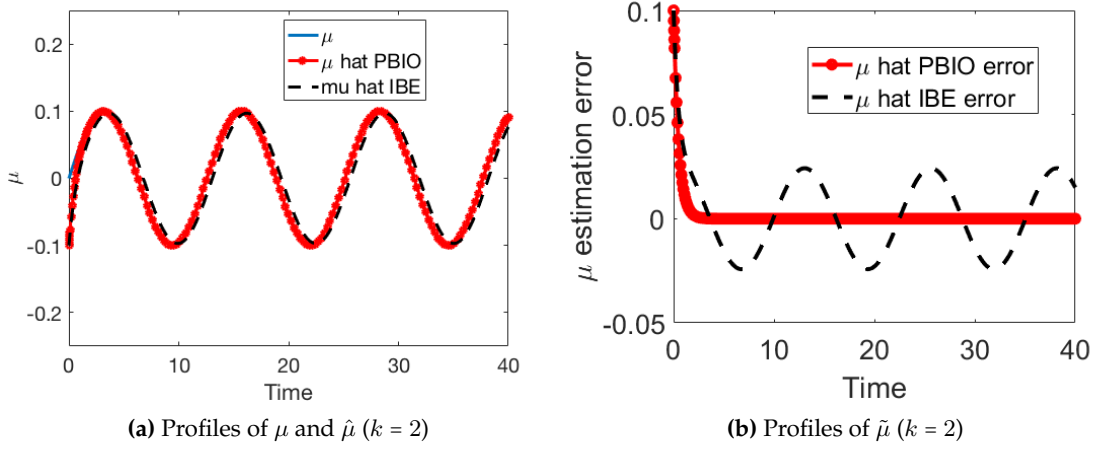 0.2
0.1
0
-0.1
-0.2
μ
0
10
20
30
40
Time
μ
μ hat PBIO
mu hat IBE
(a) Profiles of μ and μ̂ (k = 2)
0.1
0.05
0
-0.05
μ estimation error
0
10
20
30
40
Time
μ hat PBIO error
μ hat IBE error
(b) Profiles of μ̃ (k = 2)